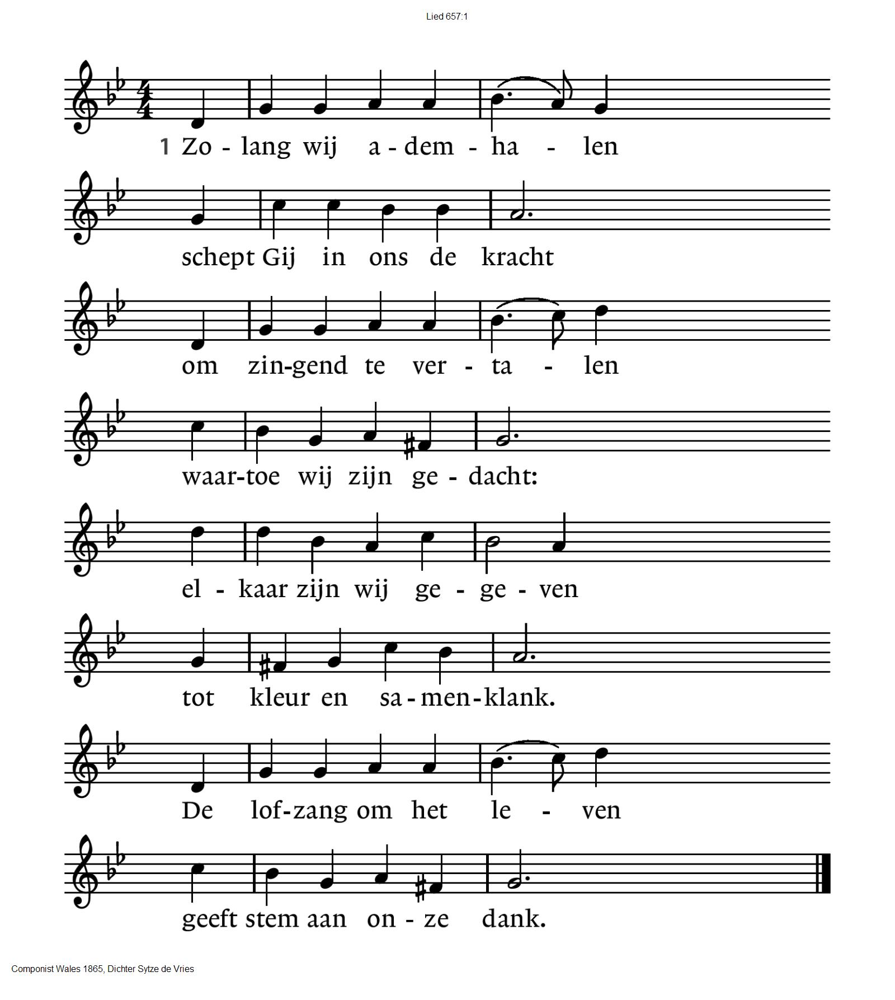 Lied 657:1
4
4
1 Zo - lang wij a - dem - ha - len
schept Gij in ons de kracht
om zin-gend te ver - ta - len
waar-toe wij zijn ge - dacht:
el - kaar zijn wij ge - ge - ven
tot kleur en sa - men-klank.
De lof-zang om het le - ven
geeft stem aan on - ze dank.
Componist Wales 1865, Dichter Sytze de Vries